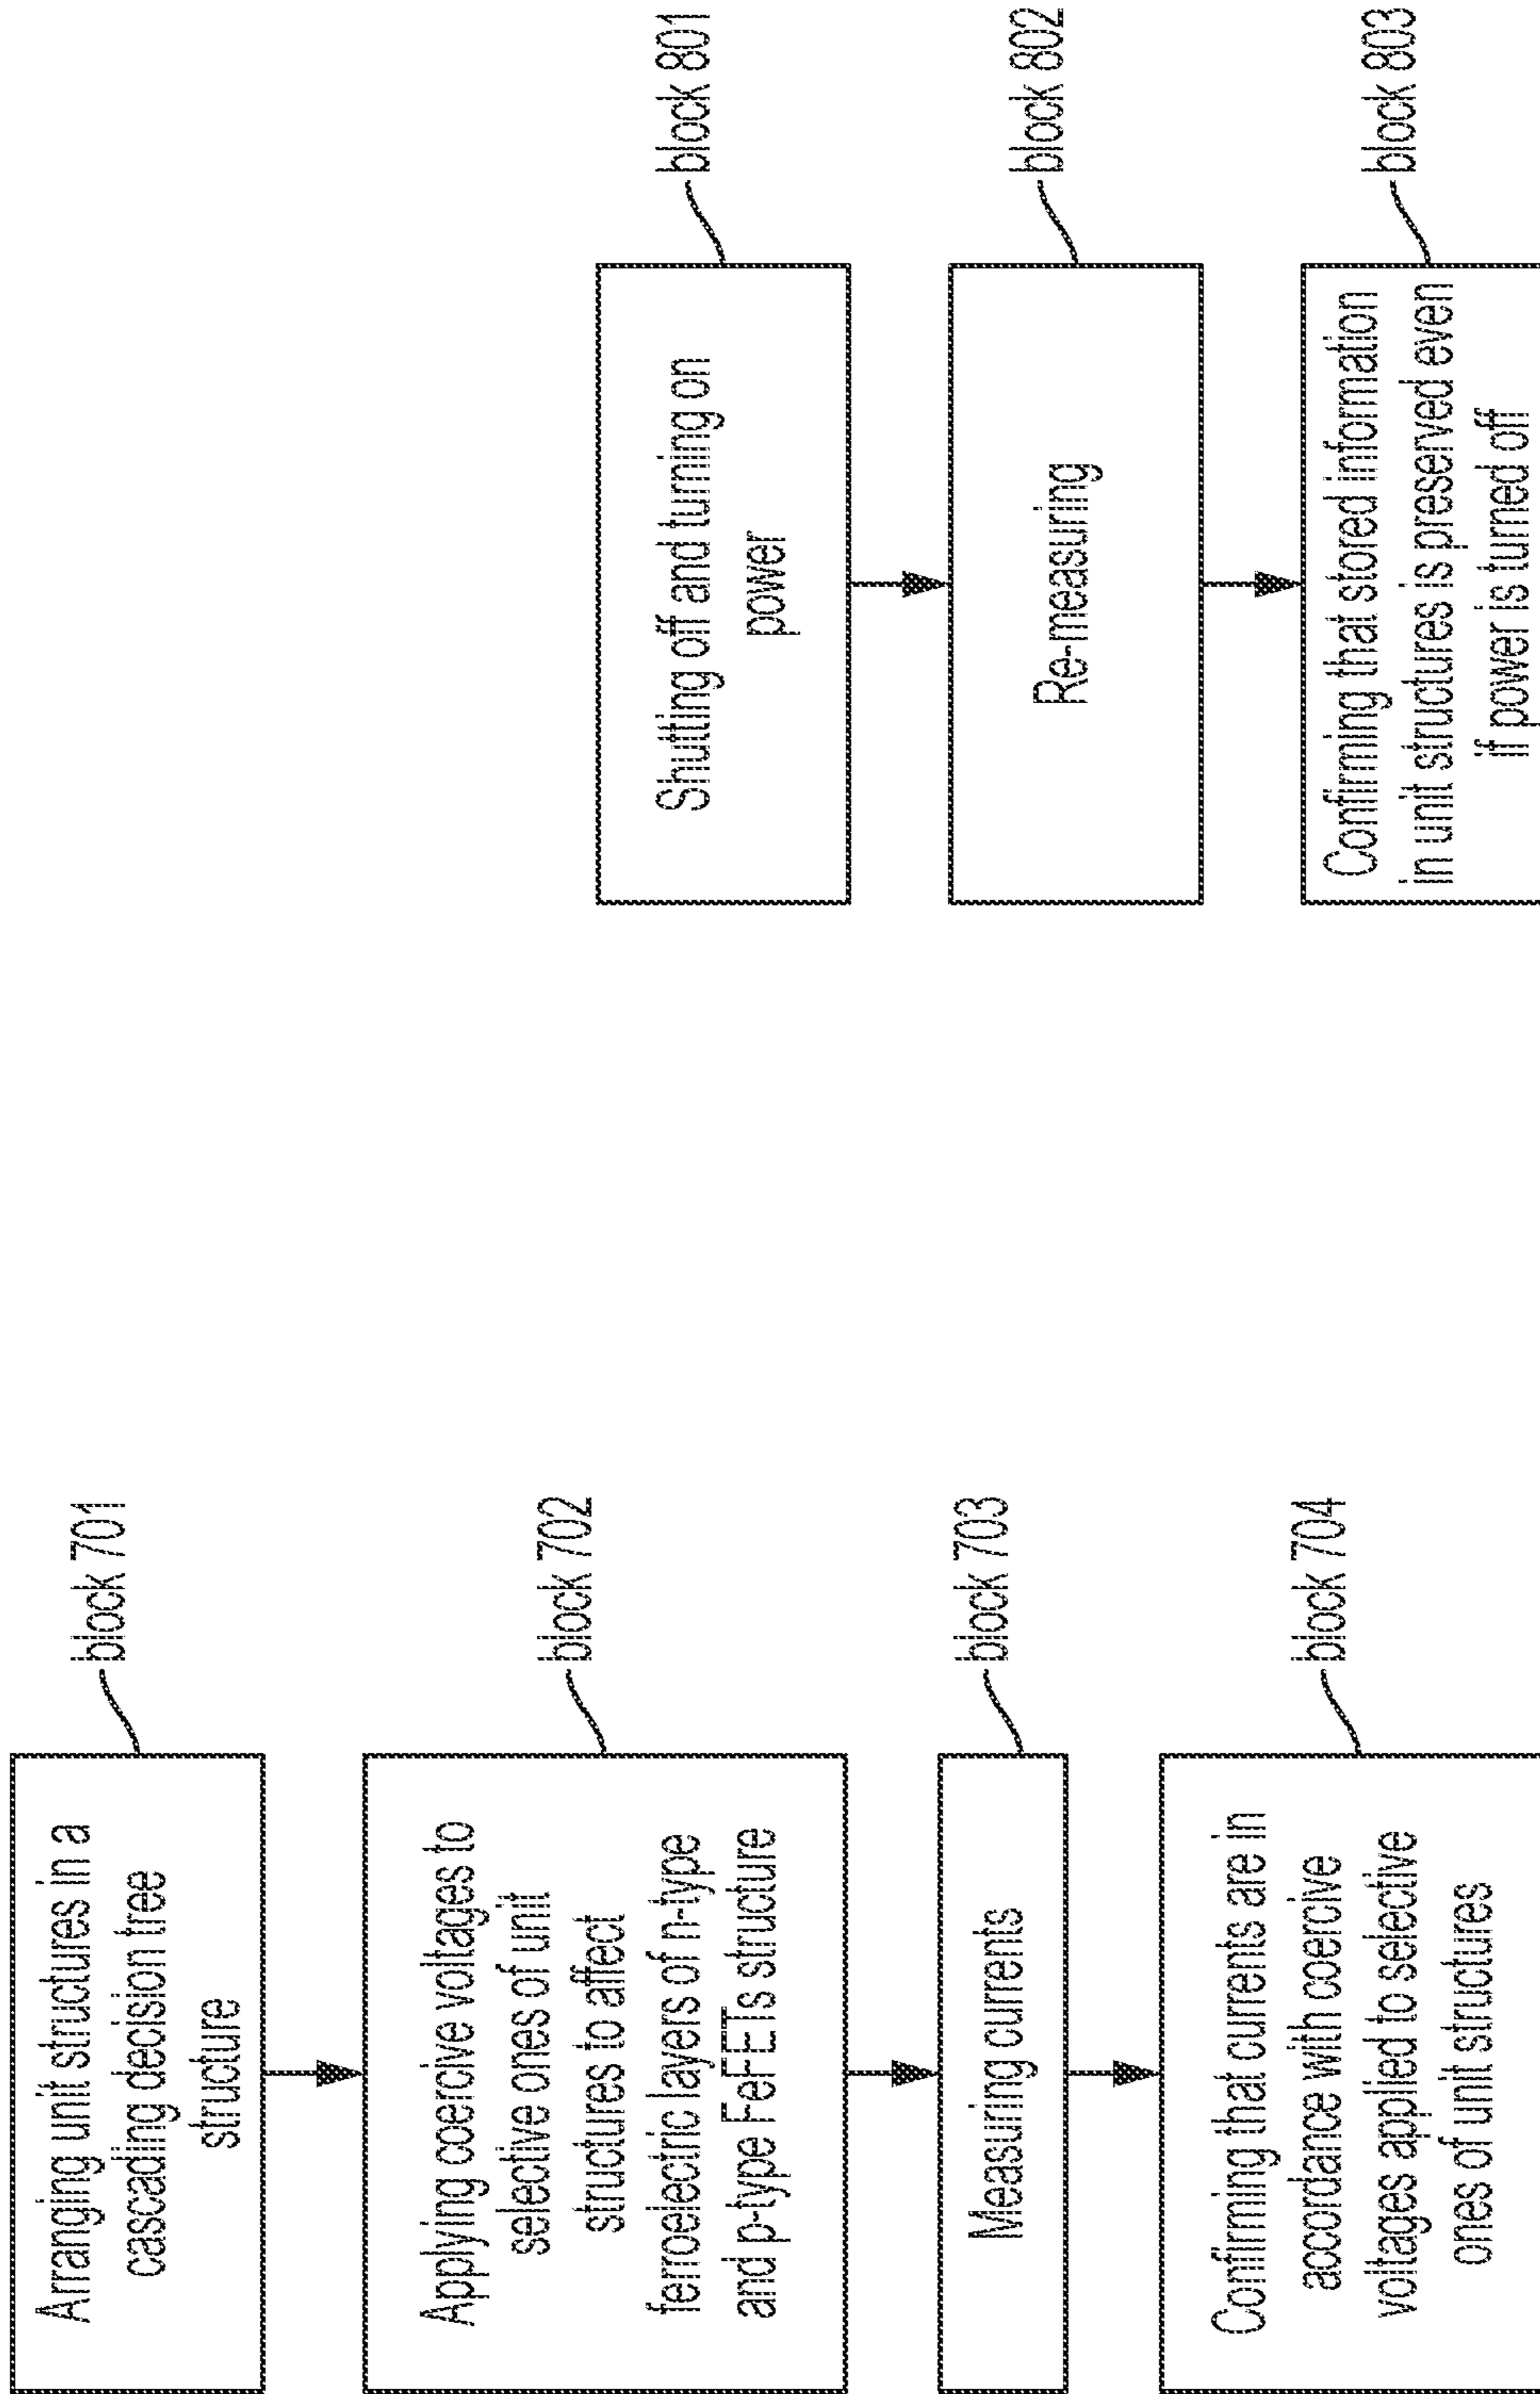 Arranging unit structures in a
cascading decision tree
structure
block 701
Applying coercive voltages to
selective ones of unit
structures to affect
ferroelectric layers of n-type
and p-type FeFETs structure
block 702
Measuring currents
block 703
Confirming that currents are in
accordance with coercive
voltages applied to selective
ones of unit structures
block 704
Shutting off and turning on
power
block 801
Re-measuring
block 802
Confirming that stored information
in unit structures is preserved even
if power is turned off
block 803